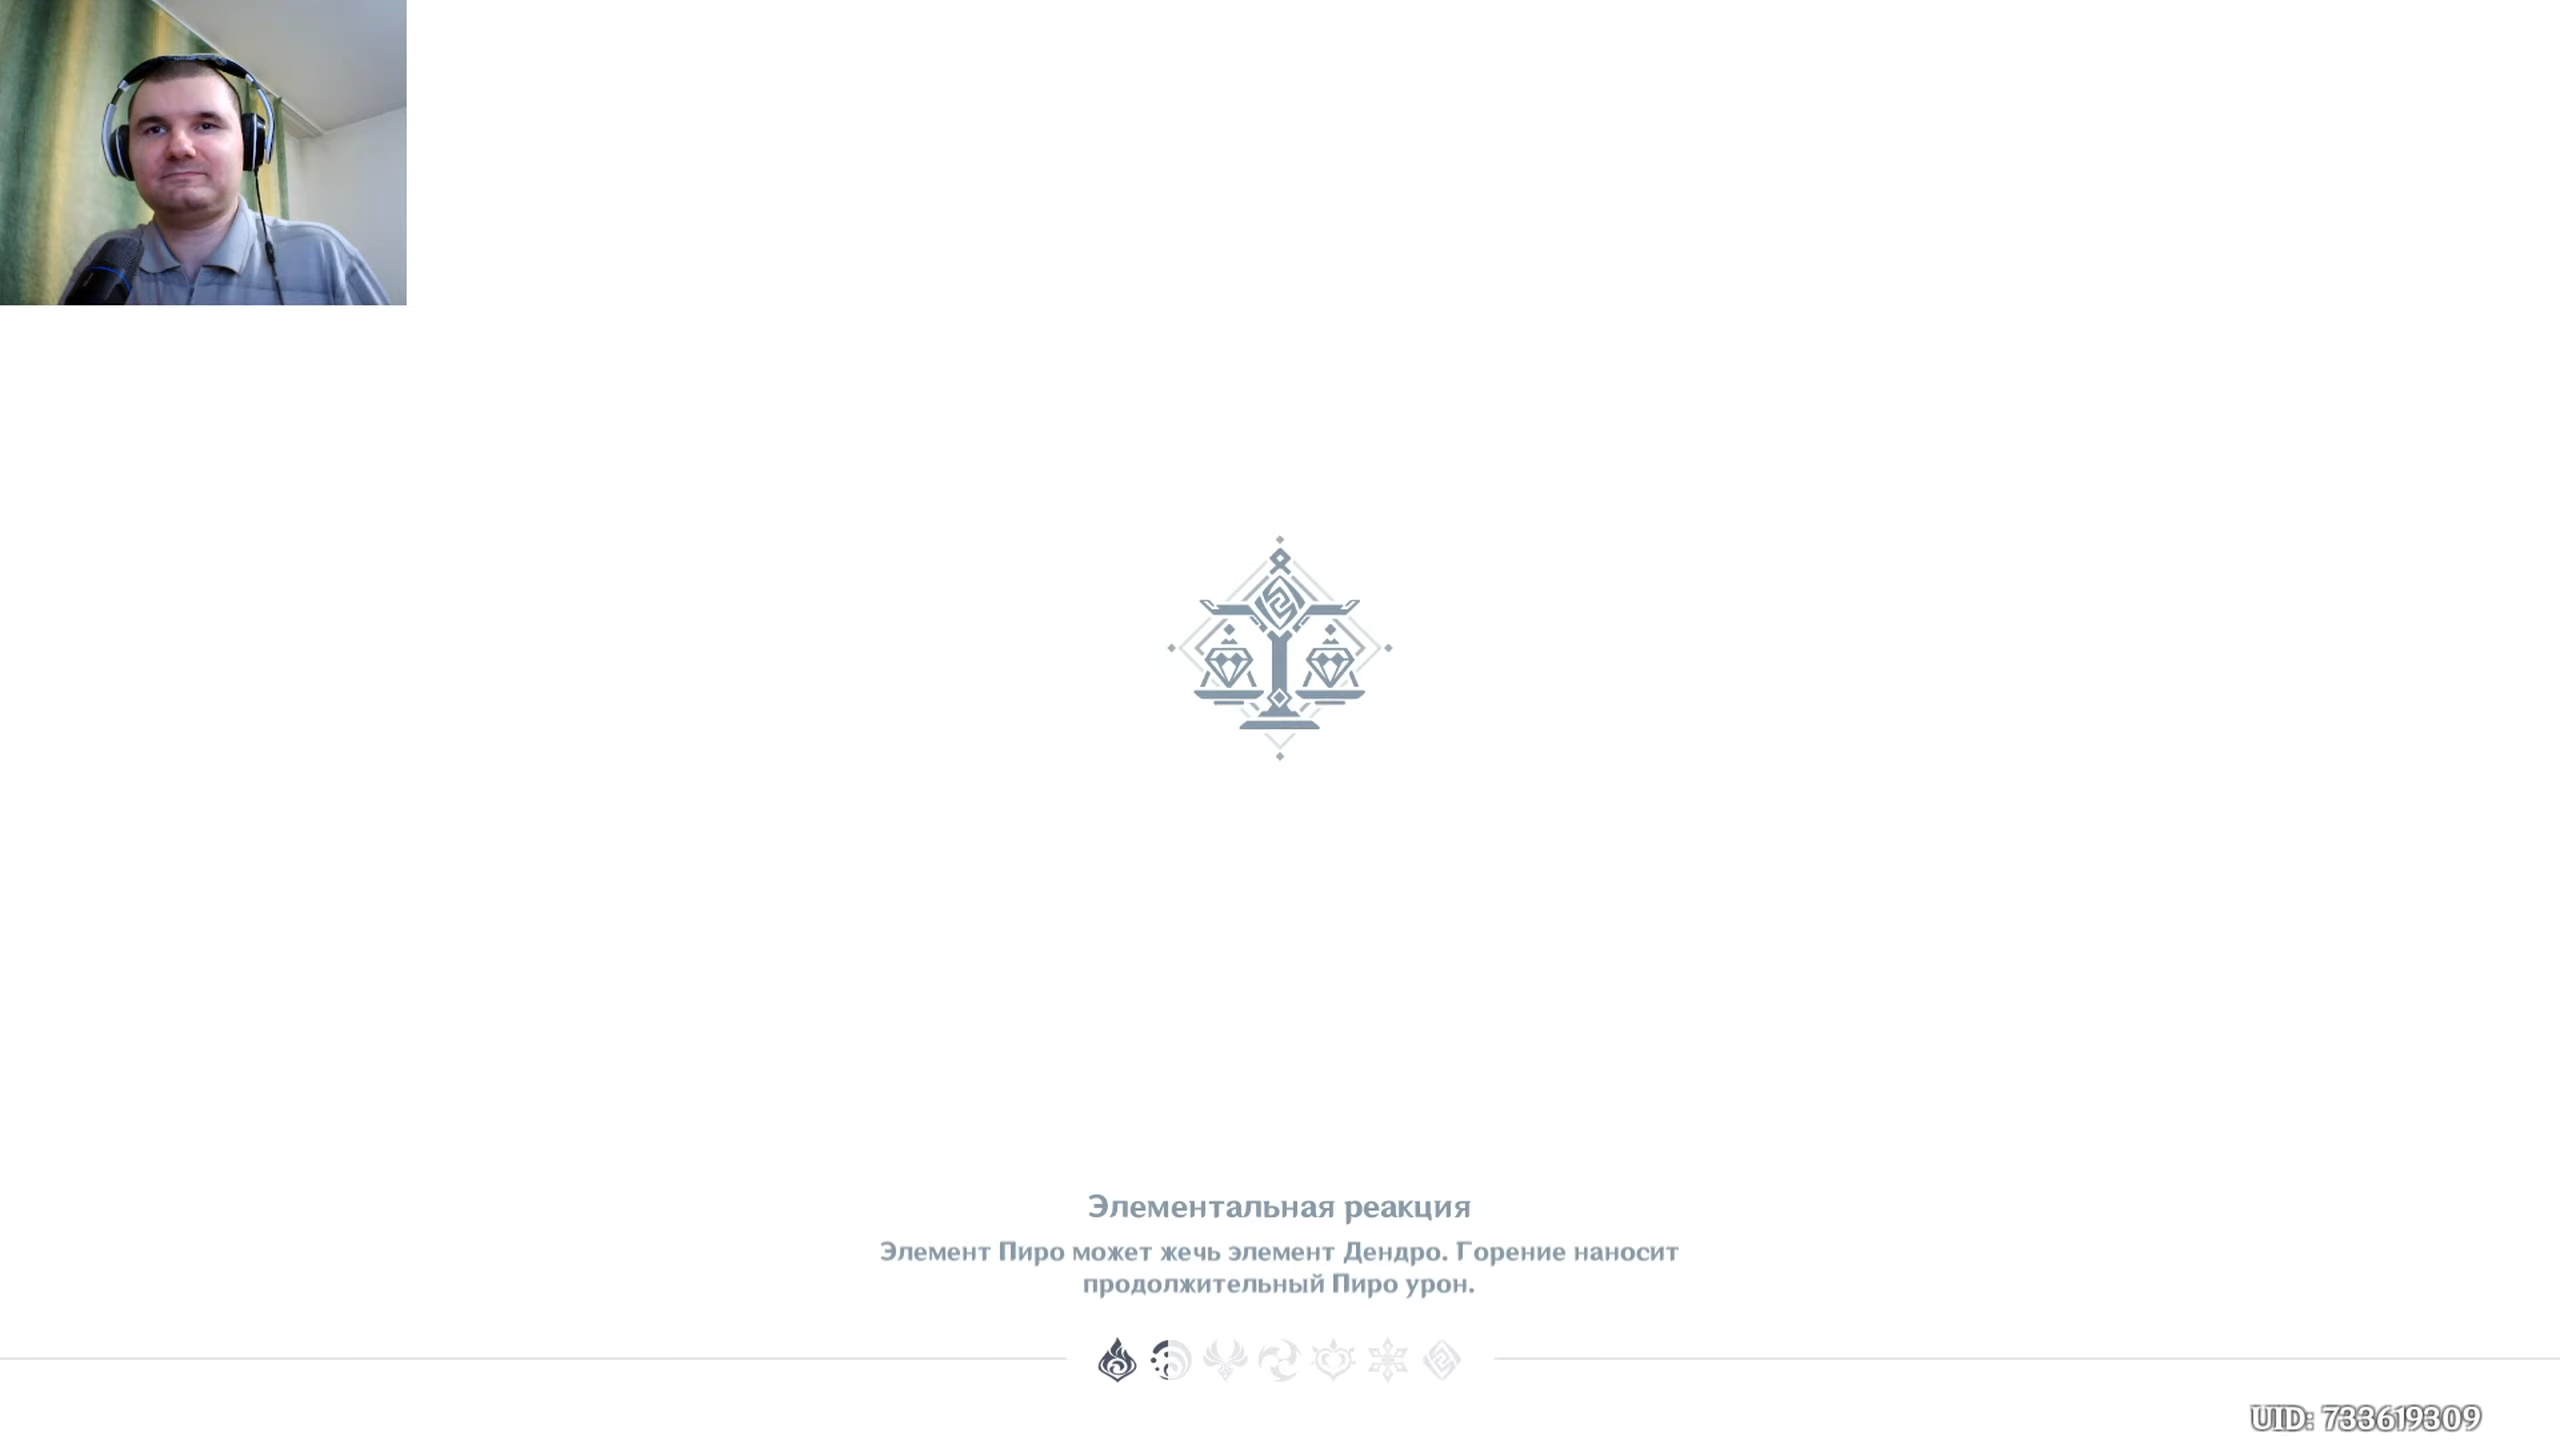 Элементальная реакция
Элемент Пиро может жечь элемент Дендро. Горение наносит
продолжительный Пиро урон.
UID: 733619309